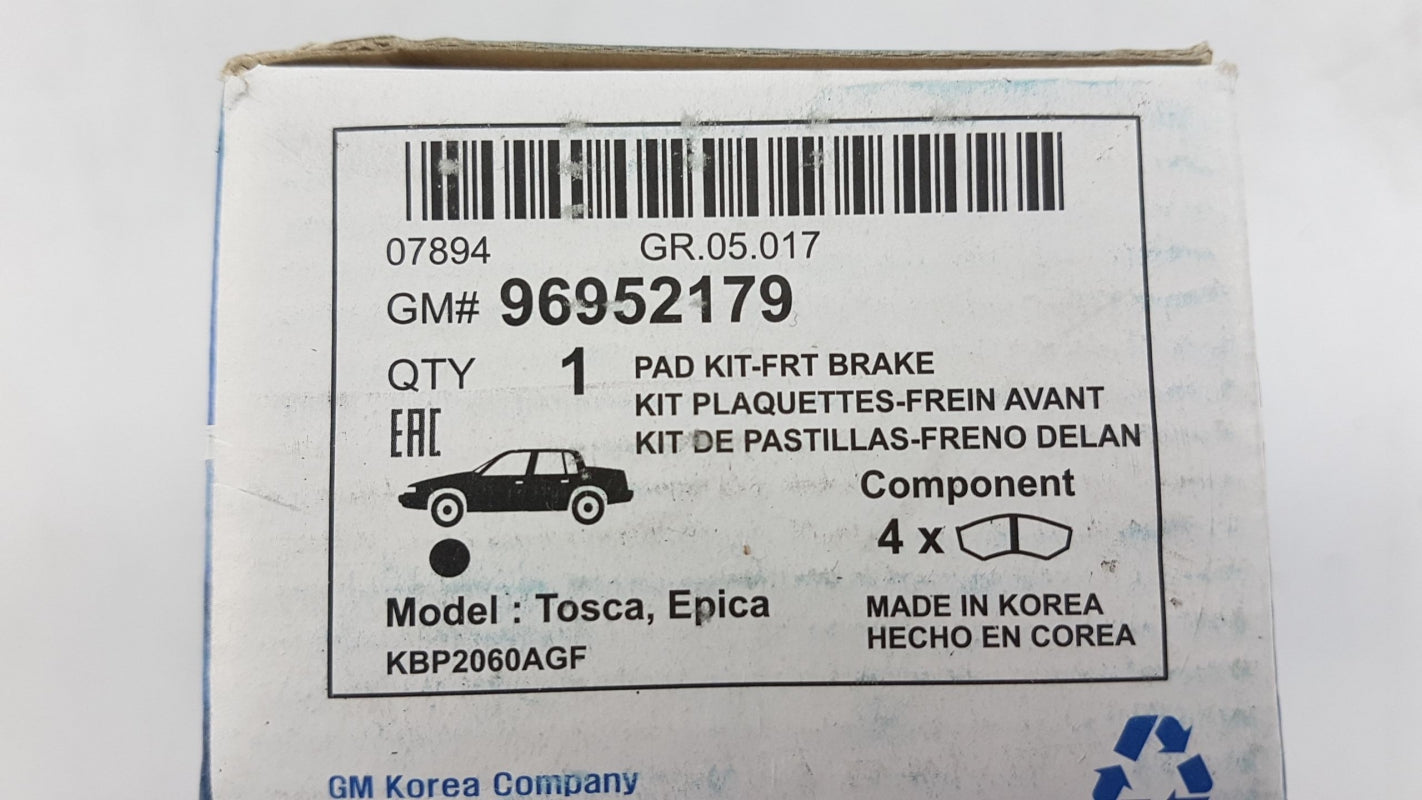 07894 GR.05.017
GM# 96952179
QTY 1 PAD KIT-FRT BRAKE
KIT PLAQUETTES-FREIN AVANT
EAC
KIT DE PASTILLAS-FRENO DELAN
Component
4 x
Model : Tosca, Epica
MADE IN KOREA
KBP2060AGF
HECHO EN COREA
GM Korea Company